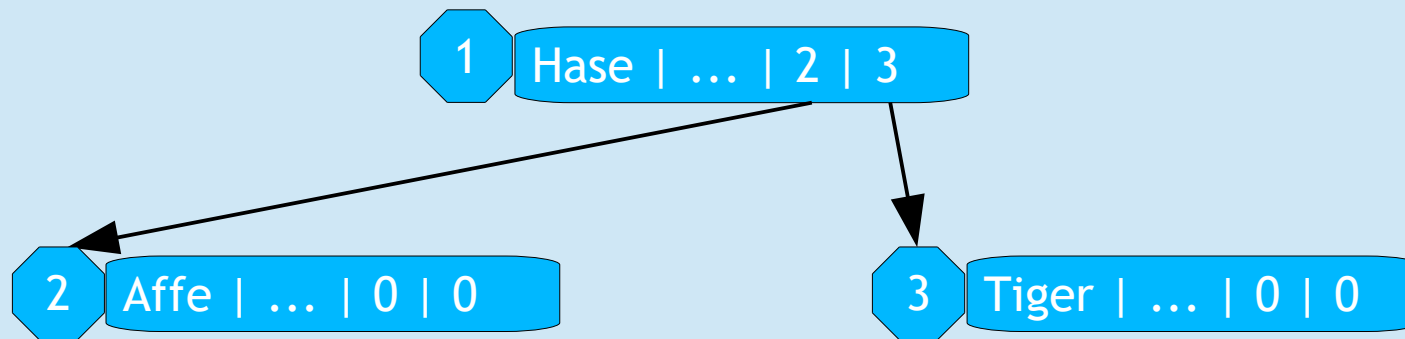 1
Hase | ... | 2 | 3
2
Affe | ... | 0 | 0
3
Tiger | ... | 0 | 0